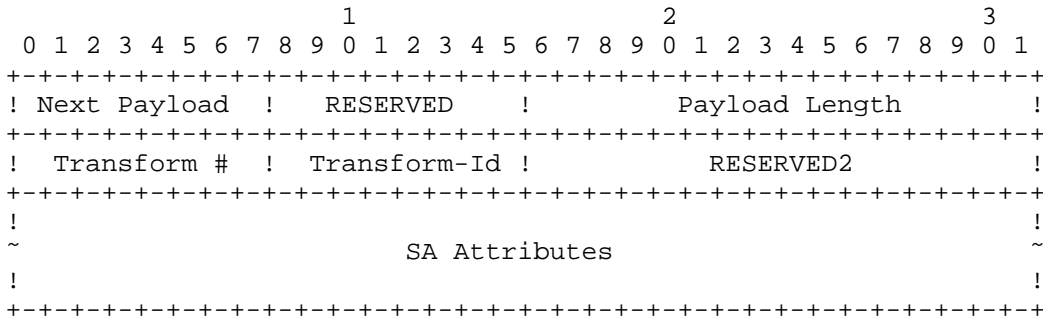 1                   2                   3
 0 1 2 3 4 5 6 7 8 9 0 1 2 3 4 5 6 7 8 9 0 1 2 3 4 5 6 7 8 9 0 1
+-+-+-+-+-+-+-+-+-+-+-+-+-+-+-+-+-+-+-+-+-+-+-+-+-+-+-+-+-+-+-+-+
! Next Payload  !   RESERVED    !         Payload Length        !
+-+-+-+-+-+-+-+-+-+-+-+-+-+-+-+-+-+-+-+-+-+-+-+-+-+-+-+-+-+-+-+-+
!  Transform #  !  Transform-Id !           RESERVED2           !
+-+-+-+-+-+-+-+-+-+-+-+-+-+-+-+-+-+-+-+-+-+-+-+-+-+-+-+-+-+-+-+-+
!                                                               !
~                        SA Attributes                          ~
!                                                               !
+-+-+-+-+-+-+-+-+-+-+-+-+-+-+-+-+-+-+-+-+-+-+-+-+-+-+-+-+-+-+-+-+